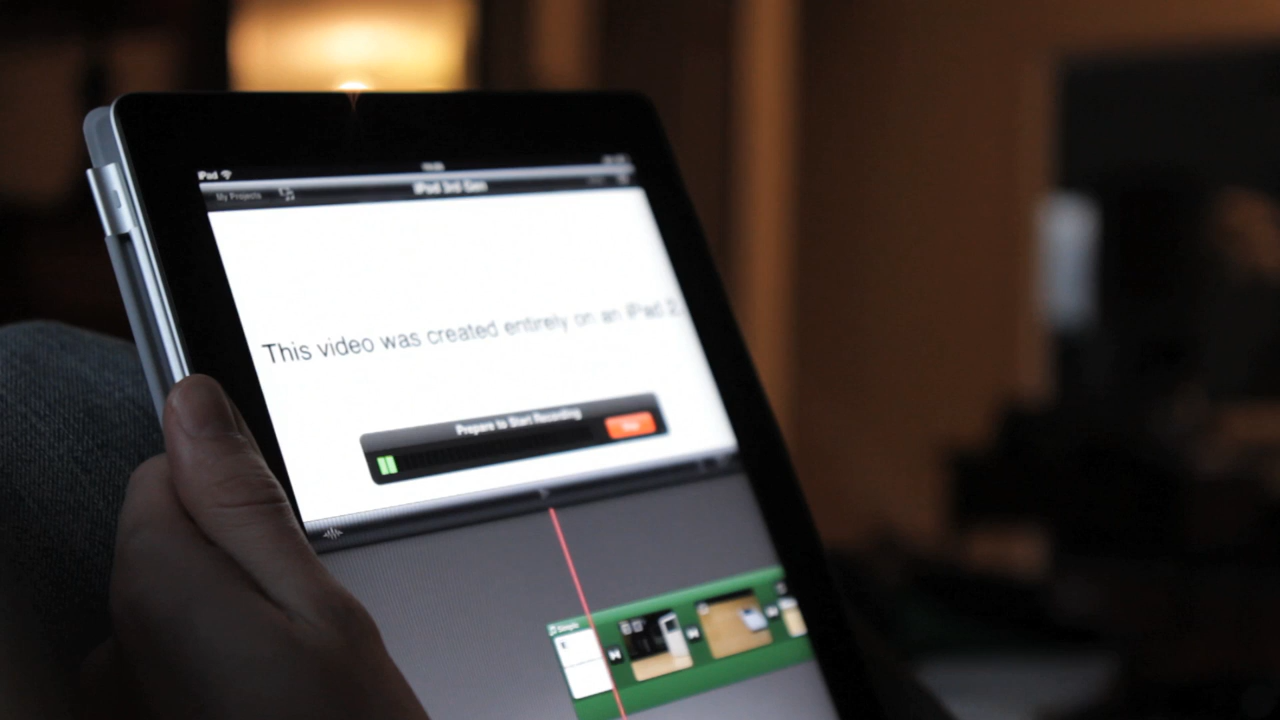 iPad
My Projects
iPad 3rd Gen
This video was created entirely on an iPad 2
Prepare to Start Recording